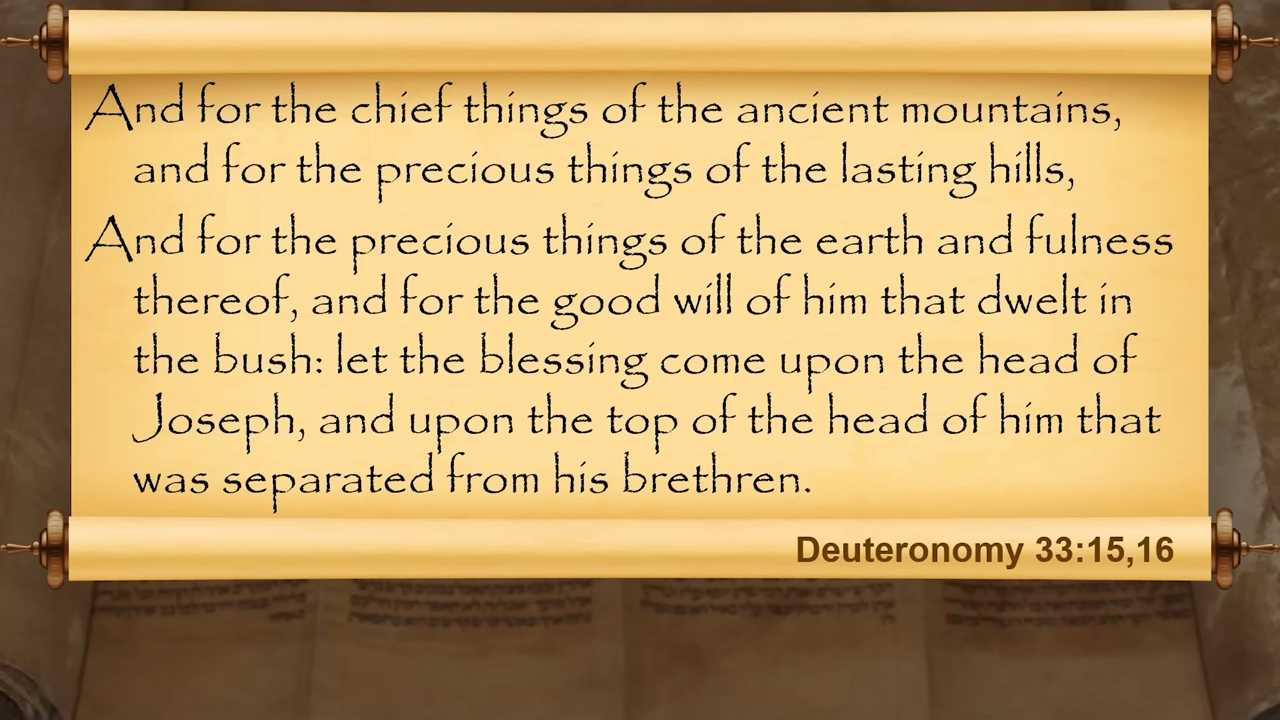 And for the chief things of the ancient mountains,
and for the precious things of the lasting hills,
And for the precious things of the earth and fulness
thereof, and for the good will of him that dwelt in
the bush: let the blessing come upon the head of
Joseph, and upon the top of the head of him that
was separated from his brethren.
Deuteronomy 33:15,16